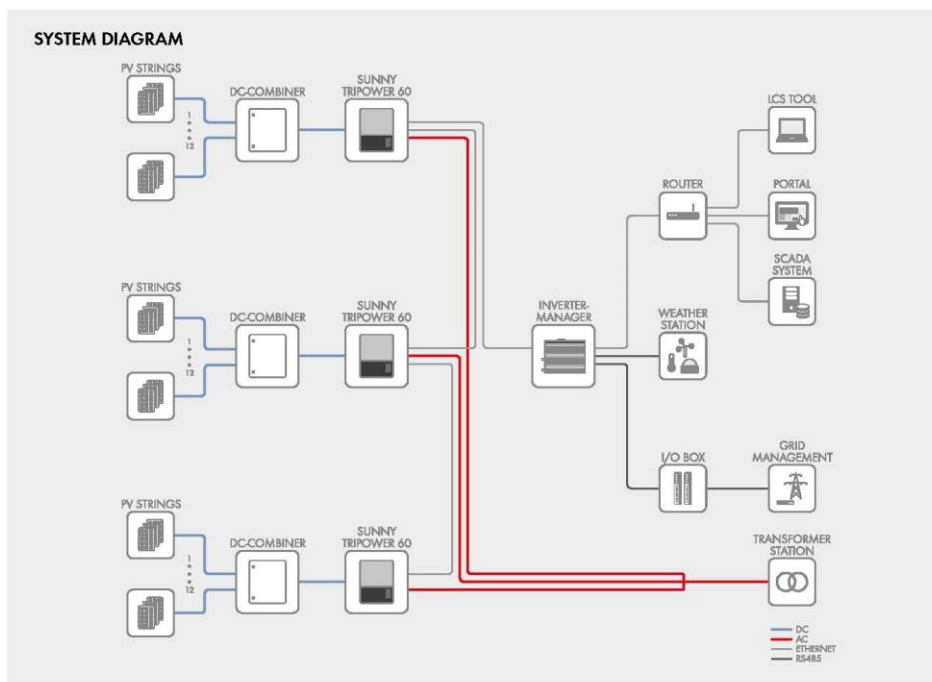 SYSTEM DIAGRAM
PV STRINGS
DC-COMBINER
SUNNY
TRIPOWER 60
1
12
LCS TOOL
ROUTER
PORTAL
SCADA
SYSTEM
PV STRINGS
DC-COMBINER
SUNNY
TRIPOWER 60
1
12
INVERTER-
MANAGER
WEATHER
STATION
I/O BOX
GRID
MANAGEMENT
PV STRINGS
DC-COMBINER
SUNNY
TRIPOWER 60
1
12
TRANSFORMER
STATION
DC
AC
ETHERNET
RS485